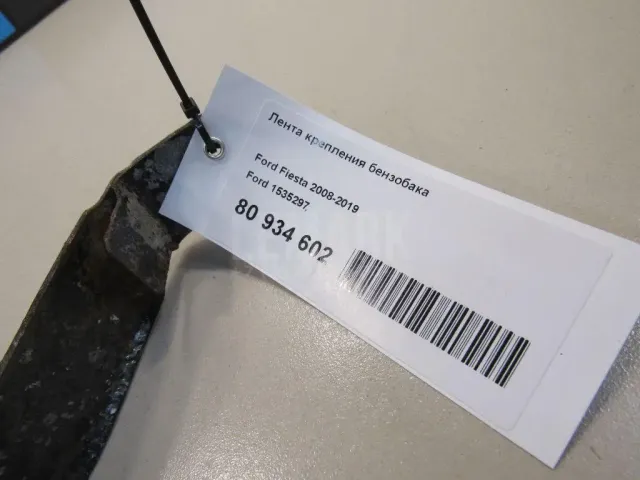 Лента крепления бензобака
Ford Fiesta 2008-2019
Ford 1535297.
80 934 602